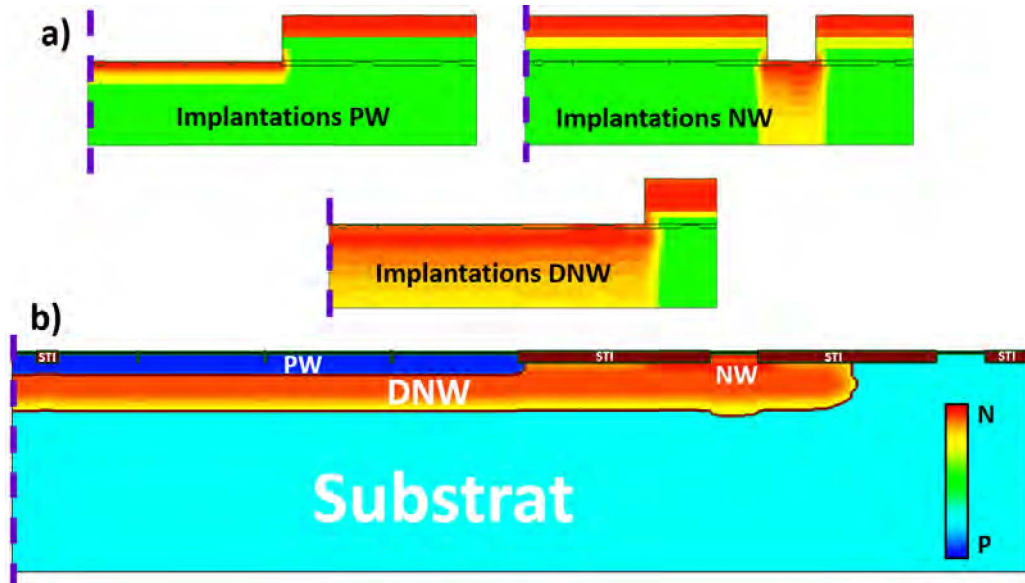 a)
Implantations PW
Implantations NW
Implantations DNW
b)
STI
PW
STI
NW
STI
STI
DNW
Substrat
N
P